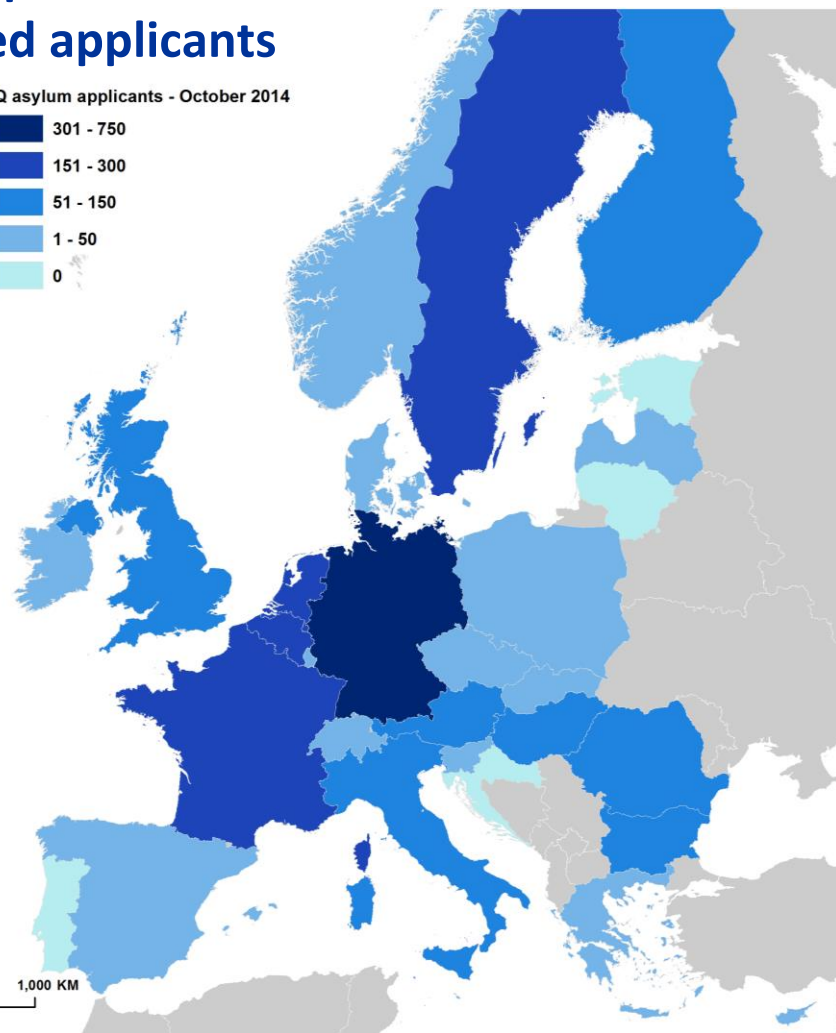 ed applicants
Q asylum applicants - October 2014
301 - 750
151 - 300
51 - 150
1 - 50
0
1,000 KM